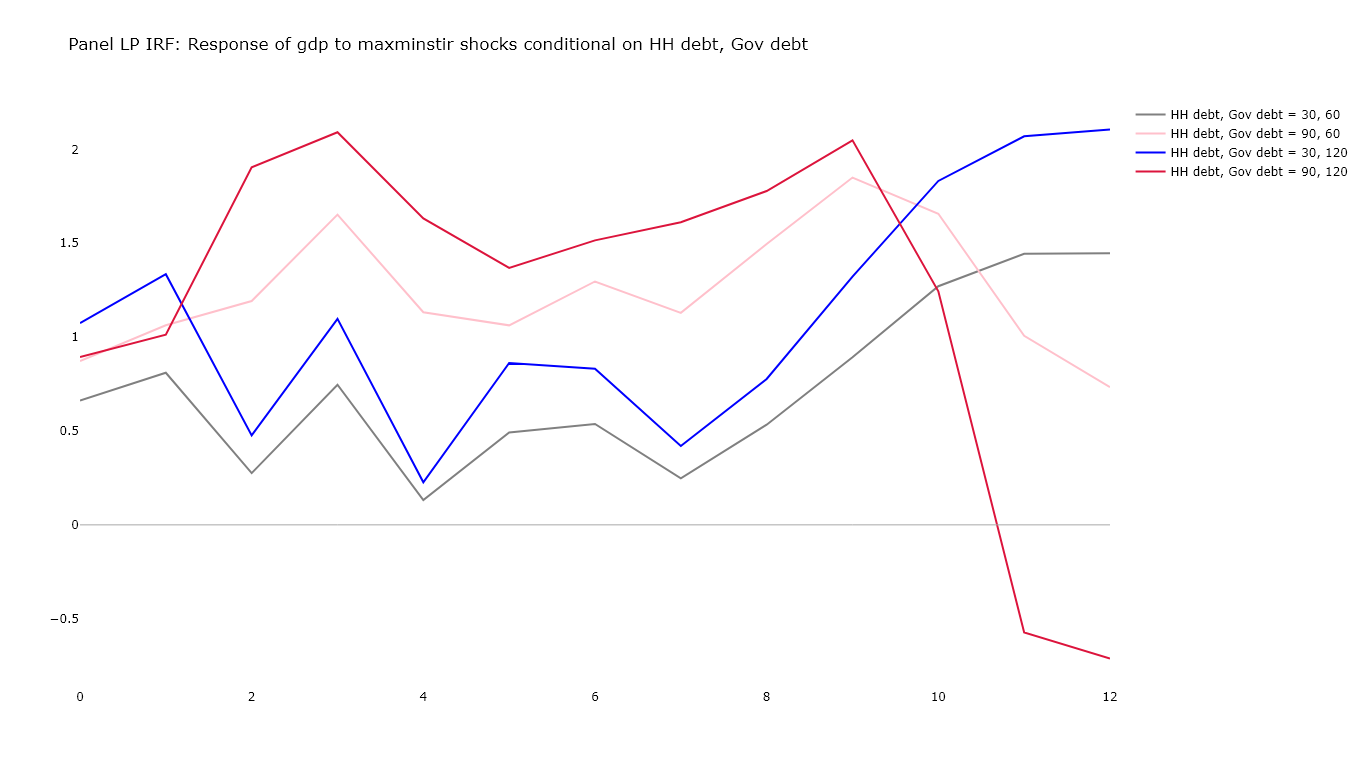 Panel LP IRF: Response of gdp to maxminstir shocks conditional on HH debt, Gov debt
HH debt, Gov debt = 30, 60
HH debt, Gov debt = 90, 60
HH debt, Gov debt = 30, 120
HH debt, Gov debt = 90, 120
2
1.5
1
0.5
0
−0.5
0 2 4 6 8 10 12